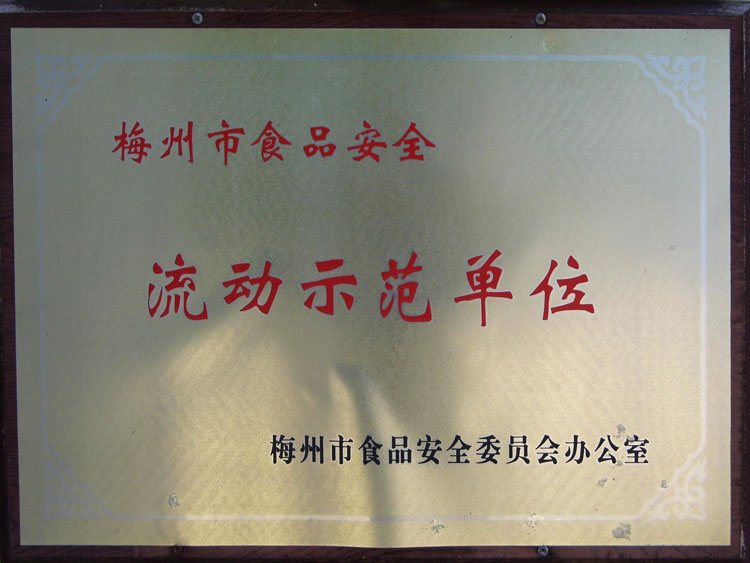 梅州市食品安全
流动示范单位
梅州市食品安全委员会办公室